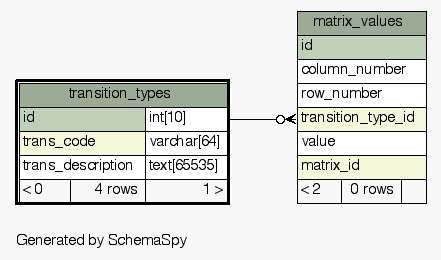 matrix_values
id
column_number
row_number
transition_type_id
value
matrix_id
< 2 0 rows
transition_types
id int[10]
trans_code varchar[64]
trans_description text[65535]
< 0 4 rows 1 >
Generated by SchemaSpy